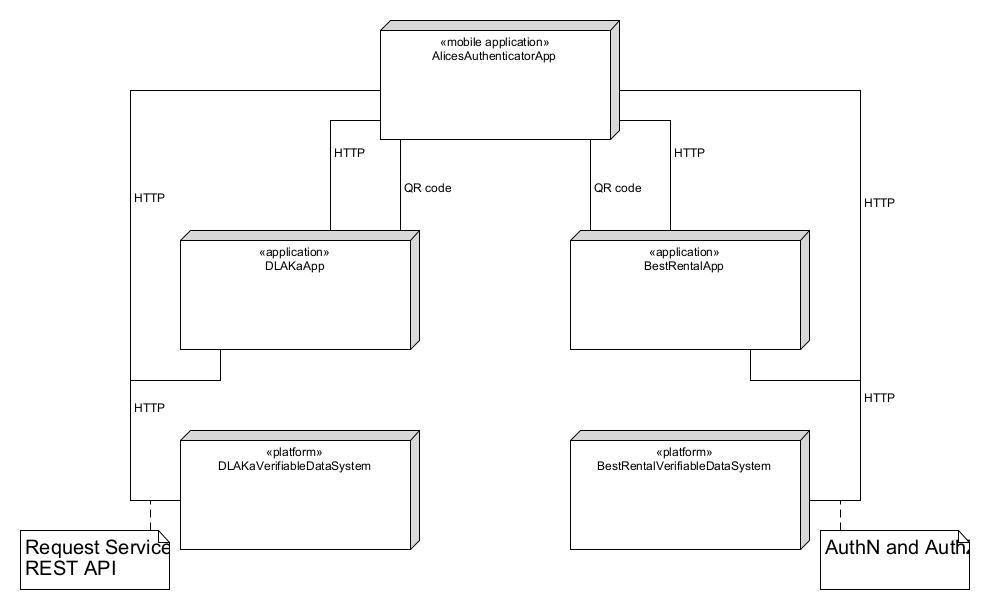 «mobile application»
AlicesAuthenticatorApp
HTTP
HTTP
QR code
QR code
HTTP
HTTP
«application»
DLAKaApp
«application»
BestRentalApp
HTTP
HTTP
«platform»
DLAKaVerifiableDataSystem
«platform»
BestRentalVerifiableDataSystem
Request Service
REST API
AuthN and AuthZ